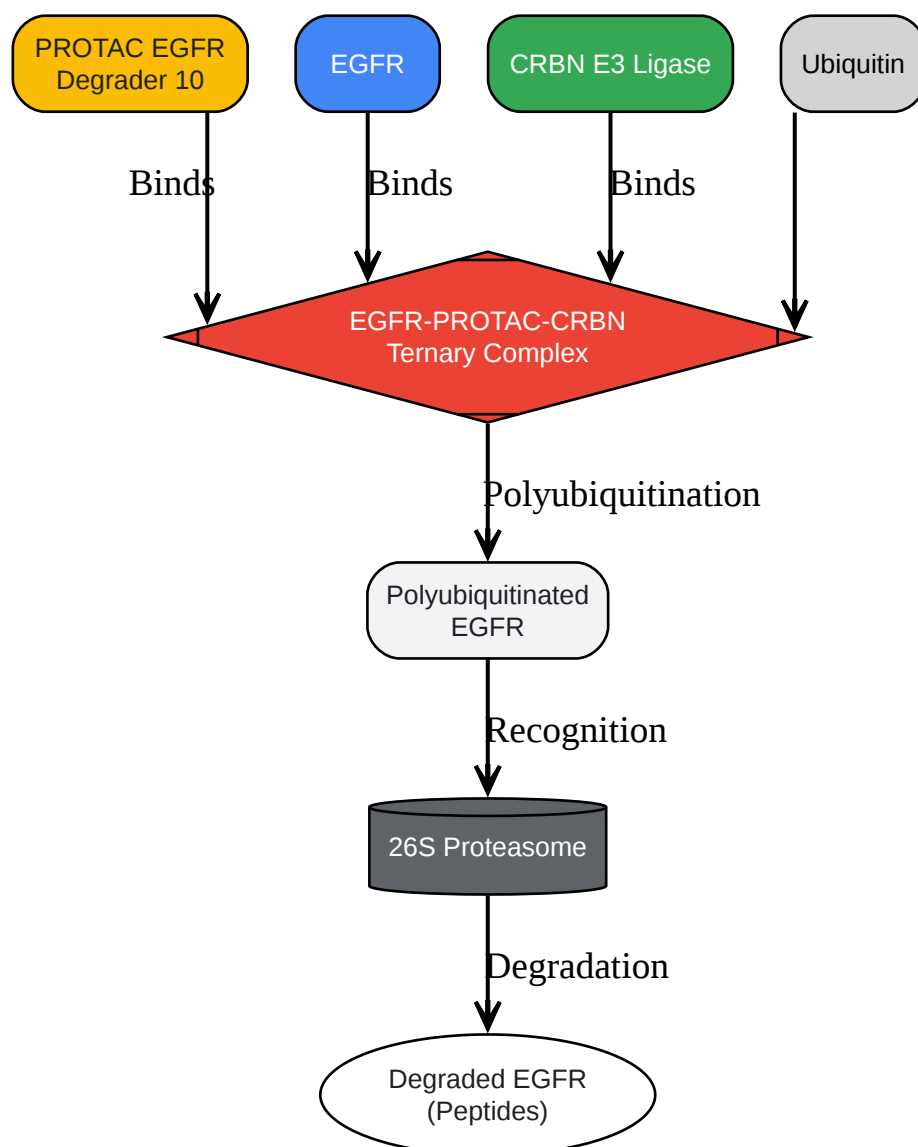 PROTAC EGFR
Degrader 10
EGFR
CRBN E3 Ligase
Ubiquitin
Binds
Binds
Binds
EGFR-PROTAC-CRBN
Ternary Complex
Polyubiquitination
Polyubiquitinated
EGFR
Recognition
26S Proteasome
Degradation
Degraded EGFR
(Peptides)